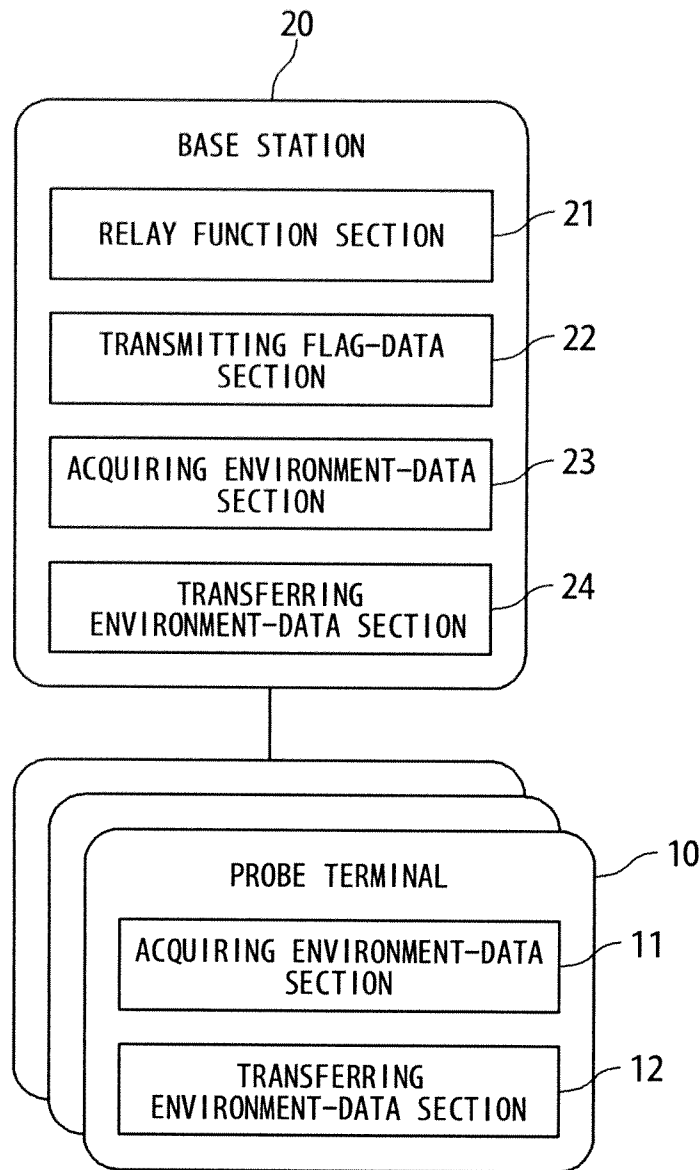 20
BASE STATION
RELAY FUNCTION SECTION
21
TRANSMITTING FLAG-DATA
SECTION
22
ACQUIRING ENVIRONMENT-DATA
SECTION
23
TRANSFERRING
ENVIRONMENT-DATA SECTION
24
PROBE TERMINAL
10
ACQUIRING ENVIRONMENT-DATA
SECTION
11
TRANSFERRING
ENVIRONMENT-DATA SECTION
12